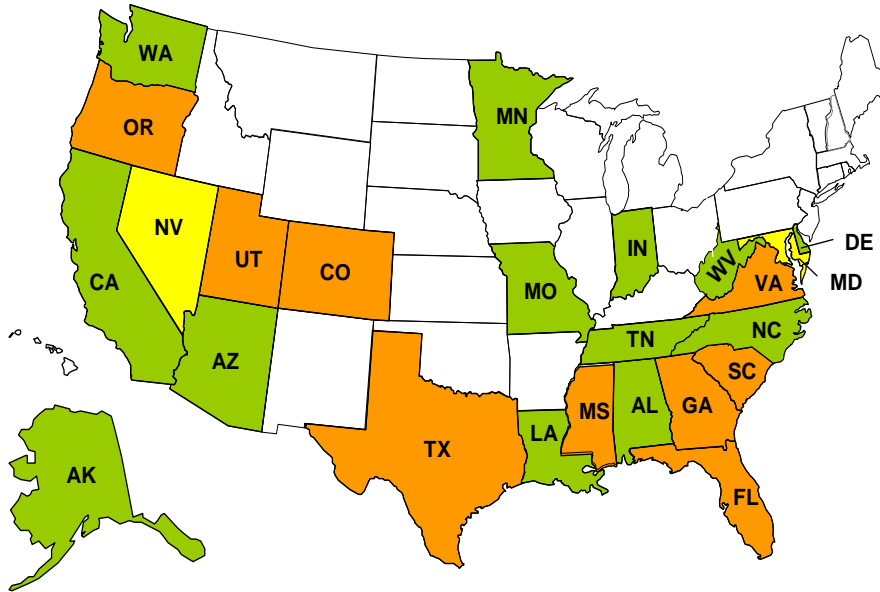 WA
OR
MN
NV
UT
CO
CA
AZ
IN
WV
DE
MO
VA
MD
TN
NC
SC
MS
AL
GA
LA
TX
AK
FL